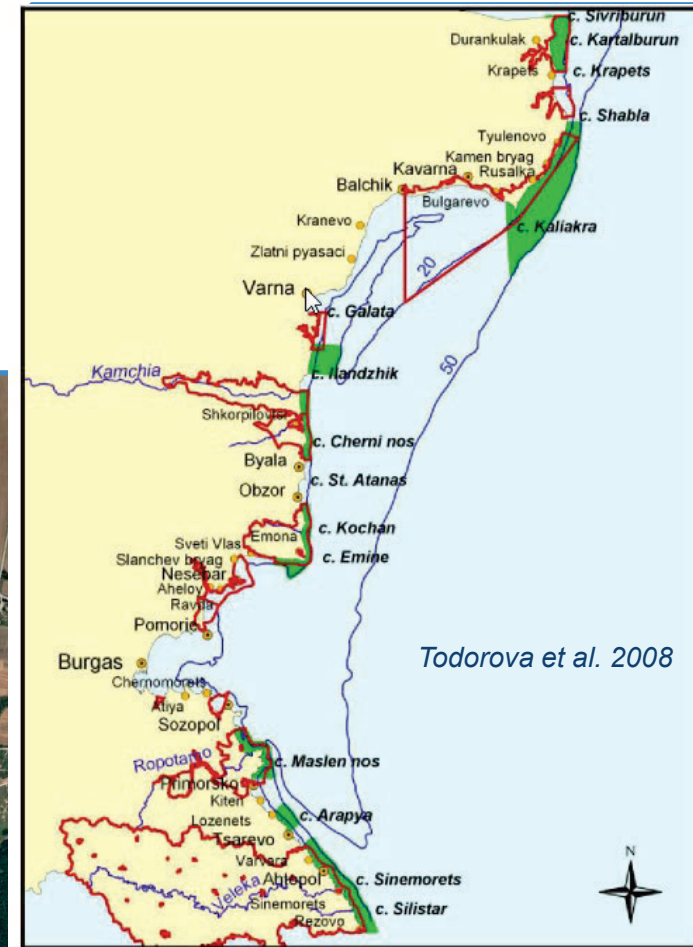 c. Sivriburun
Durankulak
c. Kartalburun
Krapets
c. Krapets
c. Shabla
Tyulenovo
Kamen bryag
Kavarna
Rusalka
Balchik
Bulgarevo
Kranevo
c. Kaliakra
Zlatni pyasaci
20
Varna
c. Galata
50
Kamchia
c. Ilandzhik
Shkorpilovtsi
c. Cherni nos
Byala
c. St. Atanas
Obzor
c. Kochan
Emona
Sveti Vlas
c. Emine
Slanchev bryag
Nesebar
Aheloy
Ravda
Pomorie
Todorova et al. 2008
Burgas
Chernomorets
Atiya
Sozopol
Ropotamo
c. Maslen nos
Primorsko
Kiten
c. Arapya
Lozenets
Tsarevo
Varvara
N
Ahtopol
c. Sinemorets
Veleka
Sinemorets
c. Silistar
Rezovo